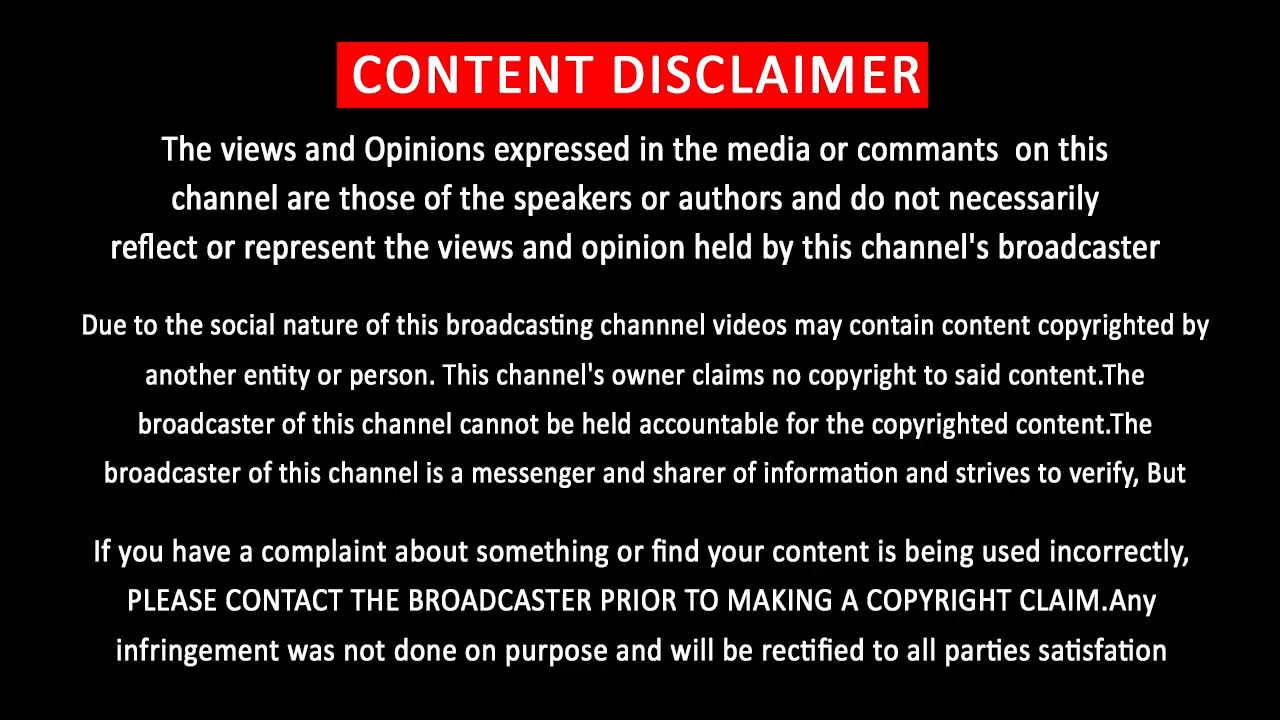 CONTENT DISCLAIMER
The views and Opinions expressed in the media or commants on this
channel are those of the speakers or authors and do not necessarily
reflect or represent the views and opinion held by this channel's broadcaster
Due to the social nature of this broadcasting channnel videos may contain content copyrighted by
another entity or person. This channel's owner claims no copyright to said content.The
broadcaster of this channel cannot be held accountable for the copyrighted content.The
broadcaster of this channel is a messenger and sharer of information and strives to verify, But
If you have a complaint about something or find your content is being used incorrectly,
PLEASE CONTACT THE BROADCASTER PRIOR TO MAKING A COPYRIGHT CLAIM.Any
infringement was not done on purpose and will be rectified to all parties satisfation